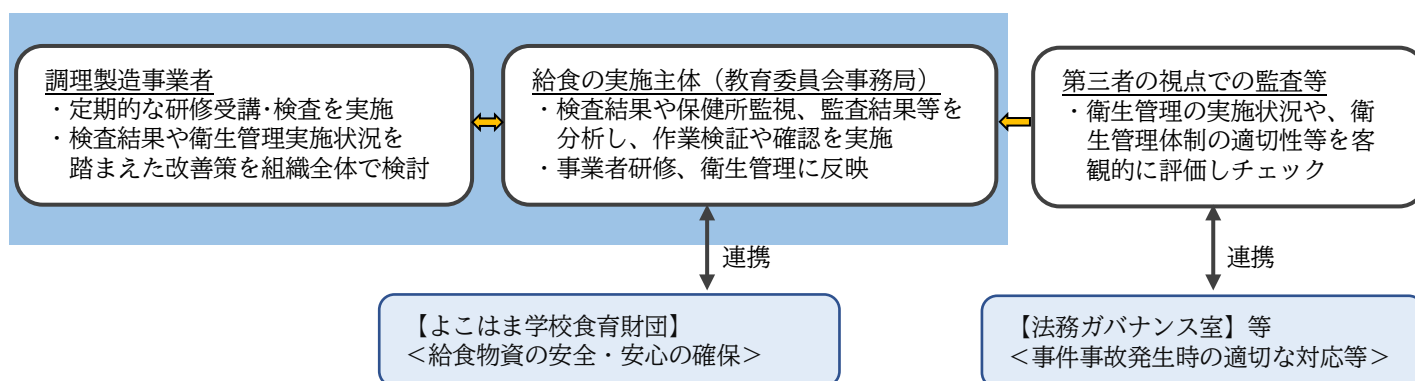 調理製造事業者
・定期的な研修受講・検査を実施
・検査結果や衛生管理実施状況を
踏まえた改善策を組織全体で検討
給食の実施主体（教育委員会事務局）
・検査結果や保健所監視、監査結果等を
分析し、作業検証や確認を実施
・事業者研修、衛生管理に反映
第三者の視点での監査等
・衛生管理の実施状況や、衛
生管理体制の適切性等を客
観的に評価しチェック
連携
連携
【よこはま学校食育財団】
＜給食物資の安全・安心の確保＞
【法務ガバナンス室】等
＜事件事故発生時の適切な対応等＞